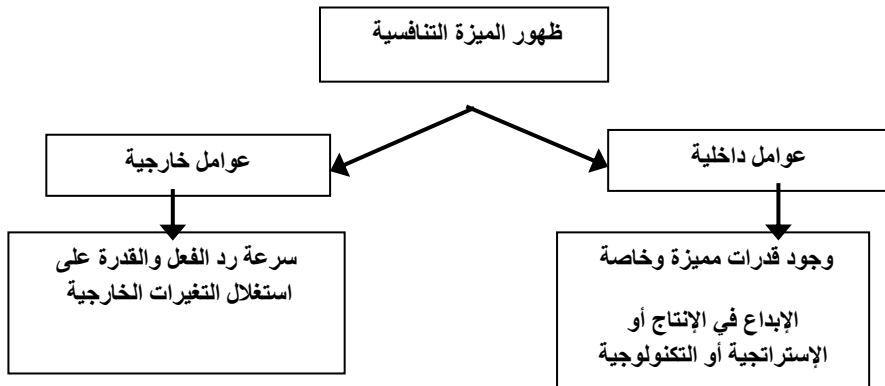 ظهور الميزة التنافسية
عوامل داخلية
عوامل خارجية
وجود قدرات مميزة وخاصة
الإبداع في الإنتاج أو
الإستراتجية أو التكنولوجية
سرعة رد الفعل والقدرة على
استغلال التغيرات الخارجية